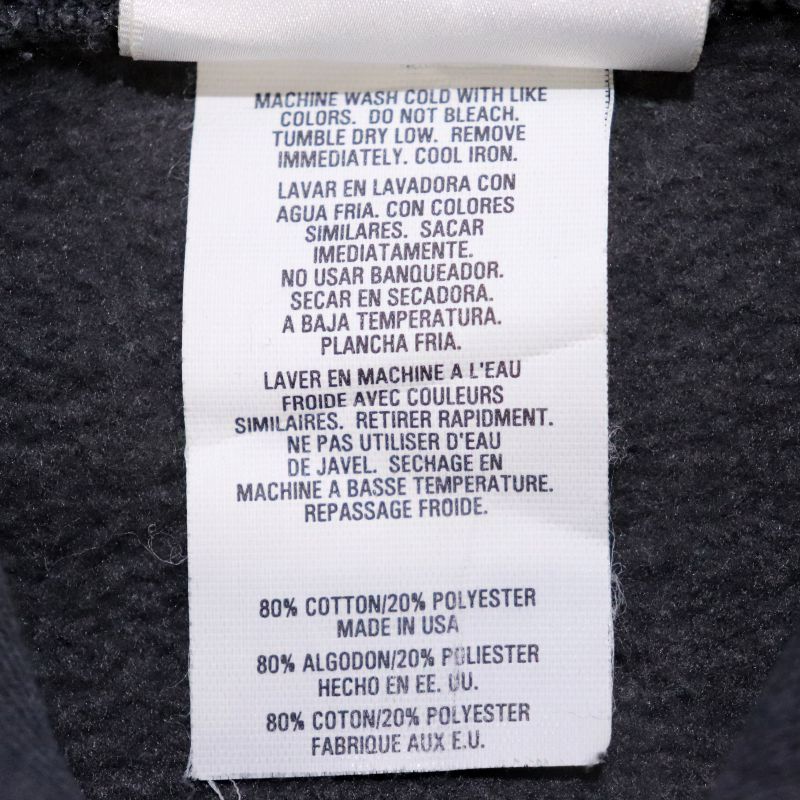 MACHINE WASH COLD WITH LIKE
COLORS. DO NOT BLEACH.
TUMBLE DRY LOW. REMOVE
IMMEDIATELY. COOL IRON.
LAVAR EN LAVADORA CON
AGUA FRIA. CON COLORES
SIMILARES. SACAR
IMEDIATAMENTE.
NO USAR BANQUEADOR.
SECAR EN SECADORA.
A BAJA TEMPERATURA.
PLANCHA FRIA.
LAVER EN MACHINE A L'EAU
FROIDE AVEC COULEURS
SIMILAIRES. RETIRER RAPIDMENT.
NE PAS UTILISER D'EAU
DE JAVEL. SECHAGE EN
MACHINE A BASSE TEMPERATURE.
REPASSAGE FROIDE.
80% COTTON/20% POLYESTER
MADE IN USA
80% ALGODON/20% POLIESTER
HECHO EN EE. UU.
80% COTON/20% POLYESTER
FABRIQUE AUX E.U.